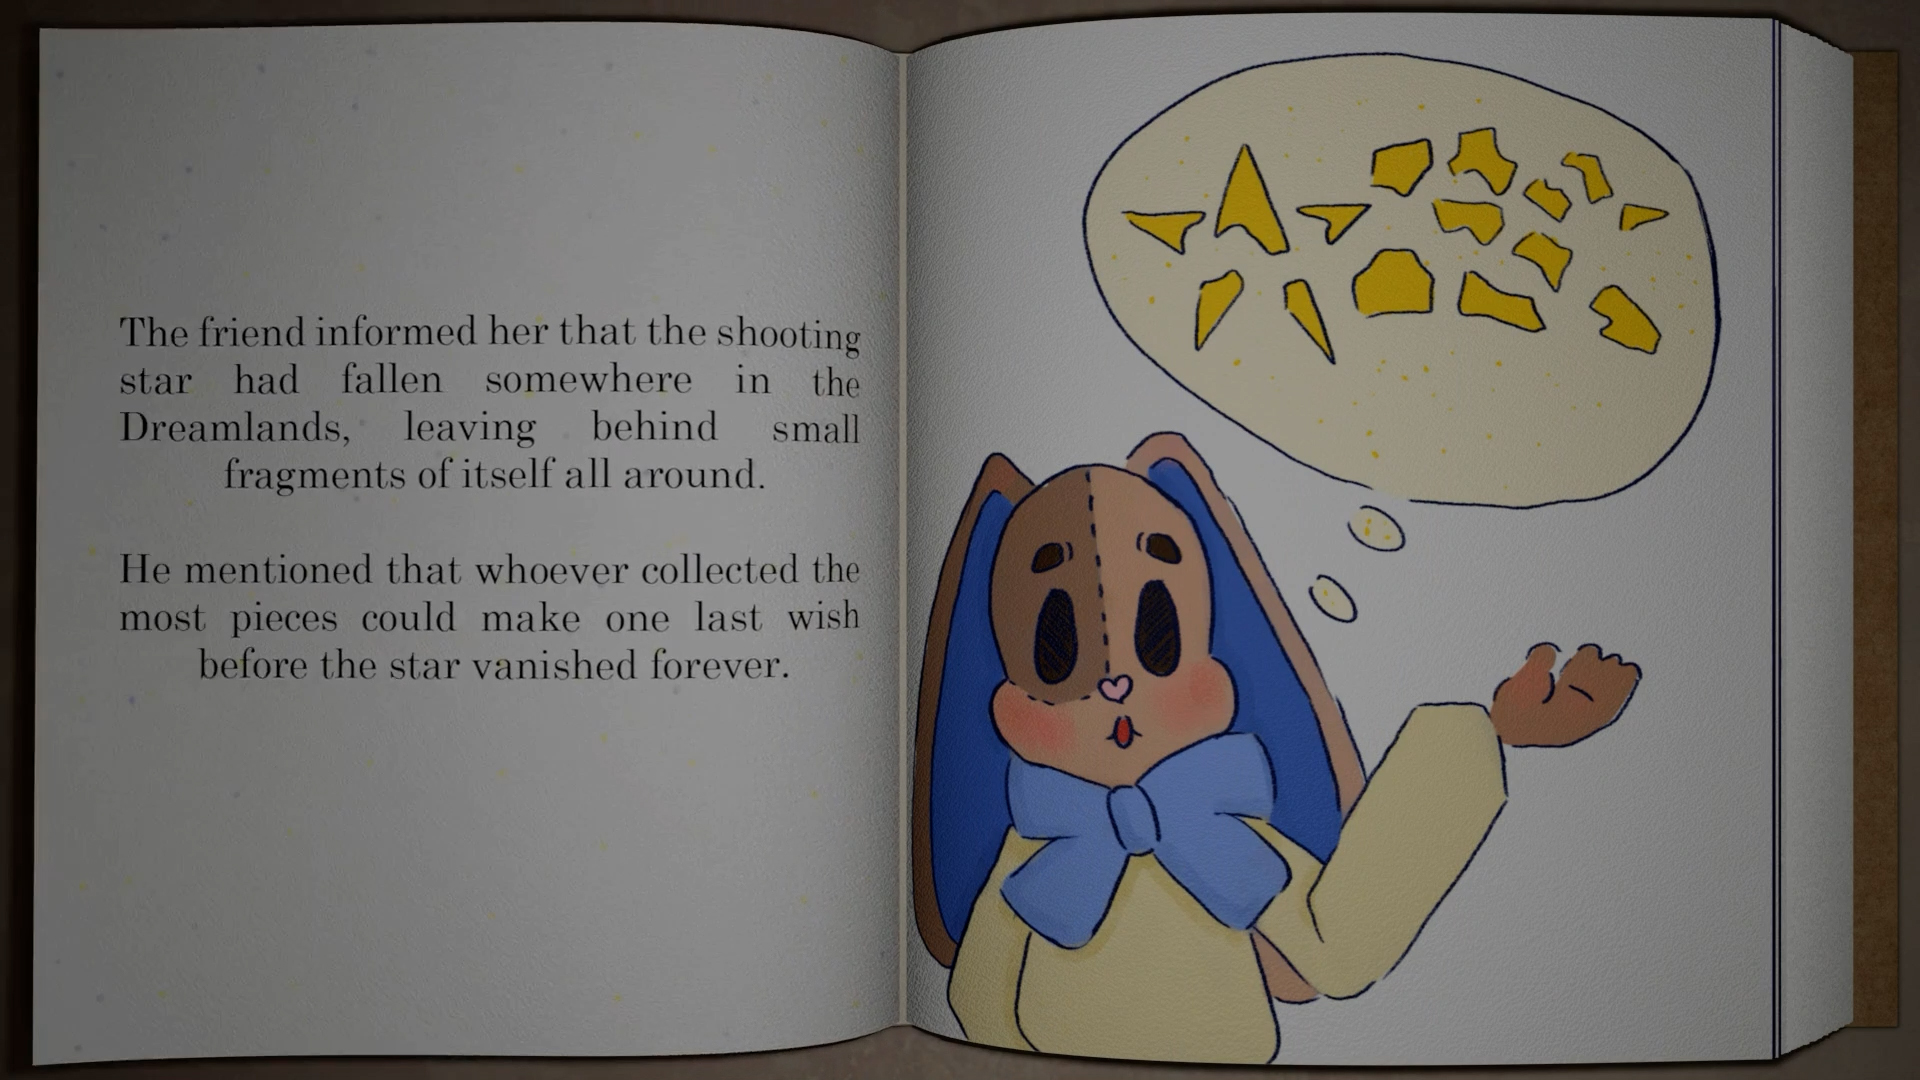 The friend informed her that the shooting
star had fallen somewhere in the
Dreamlands, leaving behind small
fragments of itself all around.
He mentioned that whoever collected the
most pieces could make one last wish
before the star vanished forever.